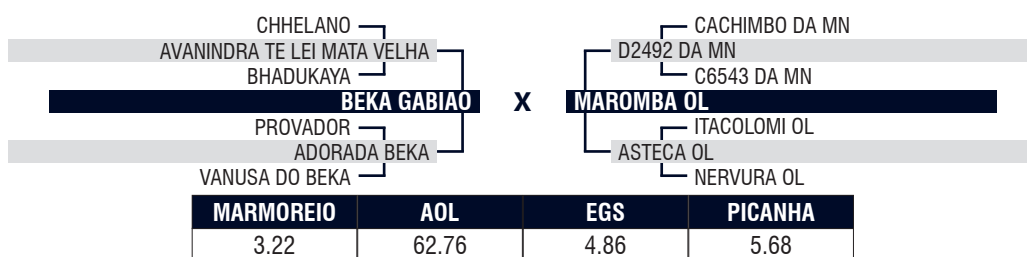 CHHELANO CACHIMBO DA MN
AVANINDRA TE LEI MATA VELHA D2492 DA MN
BHADUKAYA C6543 DA MN
BEKA GABIAO X MAROMBA OL
PROVADOR ITACOLOMI OL
ADORADA BEKA ASTECA OL
VANUSA DO BEKA NERVURA OL
MARMOREIO AOL EGS PICANHA
3.22 62.76 4.86 5.68